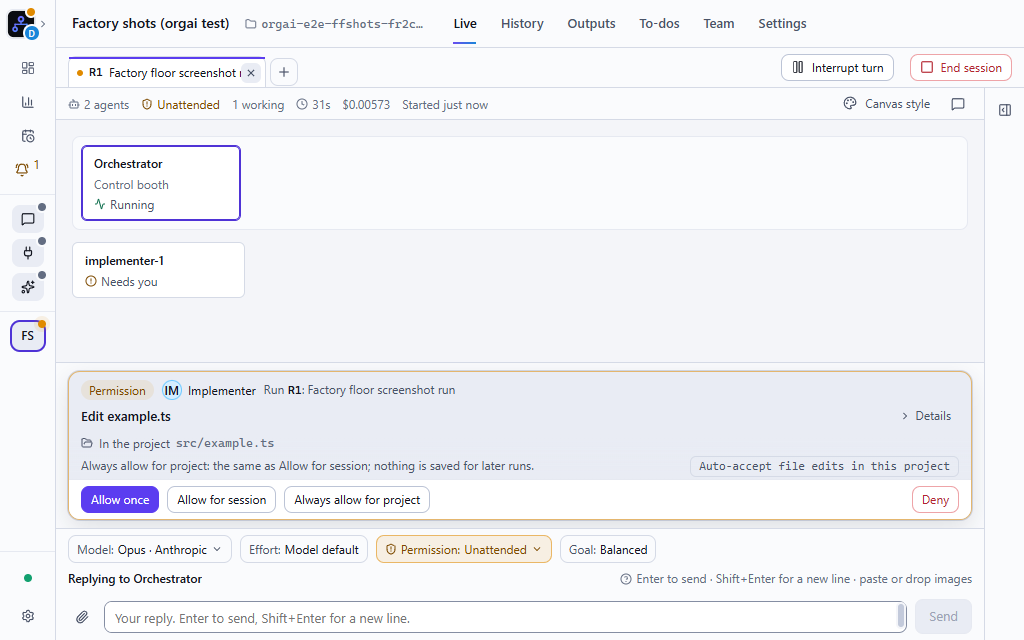 Factory shots (orgai test)
orgai-e2e-ffshots-fr2c…
Live
History
Outputs
To-dos
Team
Settings
D
R1 Factory floor screenshot
Interrupt turn
End session
2 agents
Unattended
1 working
31s
$0.00573
Started just now
Canvas style
1
Orchestrator
Control booth
Running
implementer-1
Needs you
FS
Permission
IM
Implementer
Run R1: Factory floor screenshot run
Edit example.ts
Details
In the project src/example.ts
Always allow for project: the same as Allow for session; nothing is saved for later runs.
Auto-accept file edits in this project
Allow once
Allow for session
Always allow for project
Deny
Model: Opus · Anthropic
Effort: Model default
Permission: Unattended
Goal: Balanced
Replying to Orchestrator
Enter to send · Shift+Enter for a new line · paste or drop images
Your reply. Enter to send, Shift+Enter for a new line.
Send